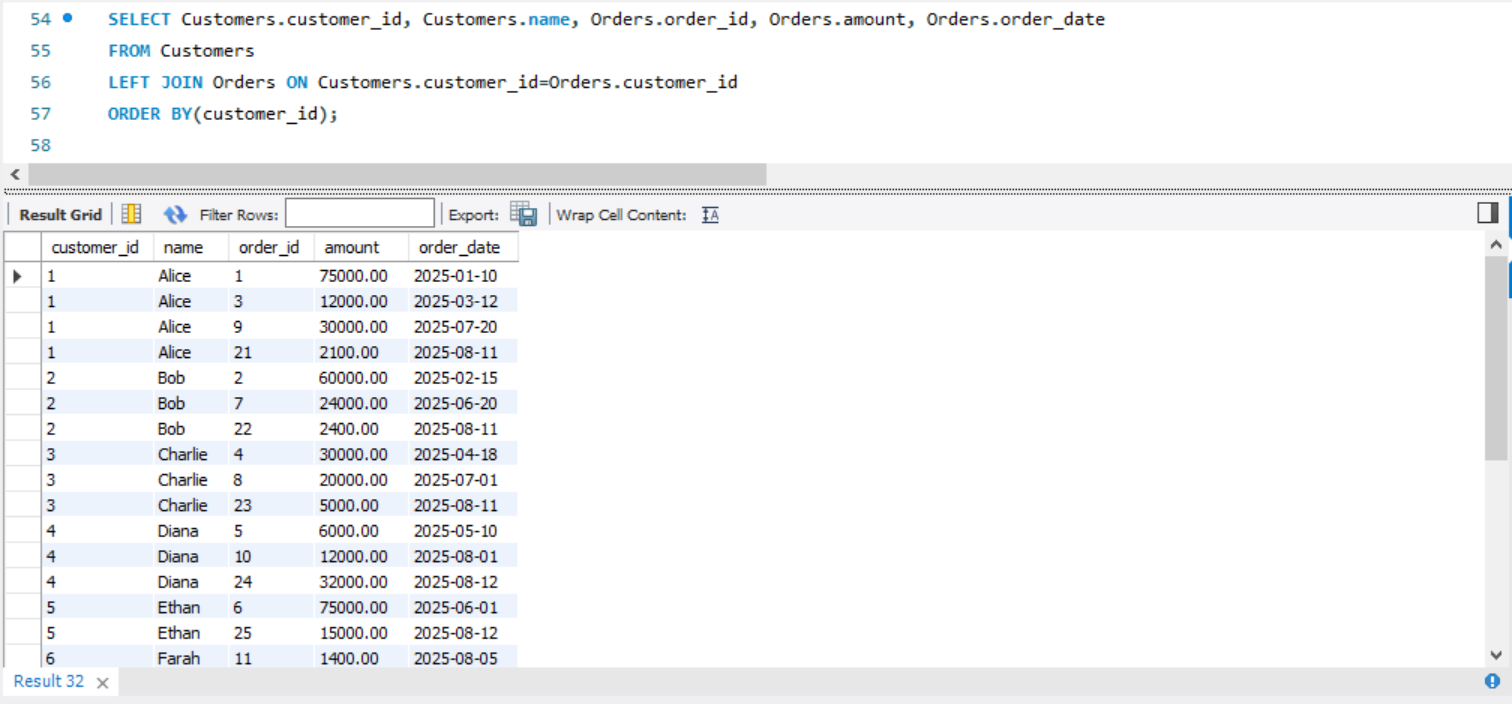 54 SELECT Customers.customer_id, Customers.name, Orders.order_id, Orders.amount, Orders.order_date
55 FROM Customers
56 LEFT JOIN Orders ON Customers.customer_id=Orders.customer_id
57 ORDER BY(customer_id);
58
Result Grid Filter Rows: Export: Wrap Cell Content:
customer_id name order_id amount order_date
1 Alice 1 75000.00 2025-01-10
1 Alice 3 12000.00 2025-03-12
1 Alice 9 30000.00 2025-07-20
1 Alice 21 2100.00 2025-08-11
2 Bob 2 60000.00 2025-02-15
2 Bob 7 24000.00 2025-06-20
2 Bob 22 2400.00 2025-08-11
3 Charlie 4 30000.00 2025-04-18
3 Charlie 8 20000.00 2025-07-01
3 Charlie 23 5000.00 2025-08-11
4 Diana 5 6000.00 2025-05-10
4 Diana 10 12000.00 2025-08-01
4 Diana 24 32000.00 2025-08-12
5 Ethan 6 75000.00 2025-06-01
5 Ethan 25 15000.00 2025-08-12
6 Farah 11 1400.00 2025-08-05
Result 32